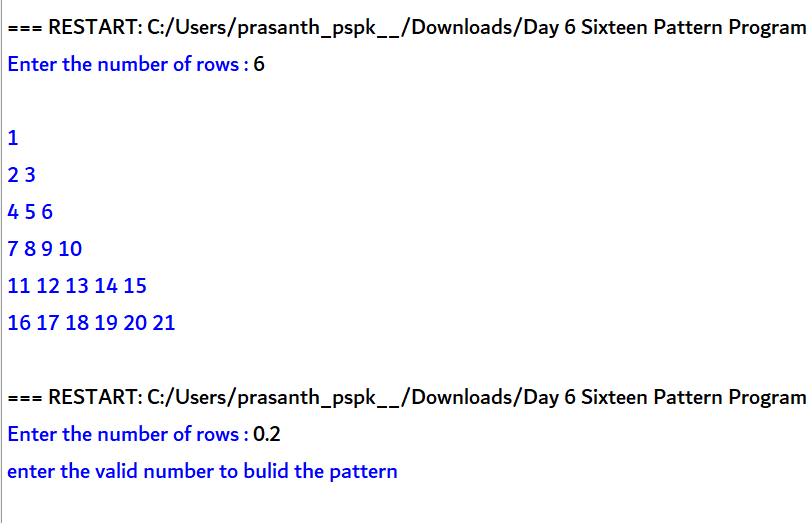 === RESTART: C:/Users/prasanth_pspk__/Downloads/Day 6 Sixteen Pattern Program
Enter the number of rows : 6
1
2 3
4 5 6
7 8 9 10
11 12 13 14 15
16 17 18 19 20 21
=== RESTART: C:/Users/prasanth_pspk__/Downloads/Day 6 Sixteen Pattern Program
Enter the number of rows : 0.2
enter the valid number to bulid the pattern